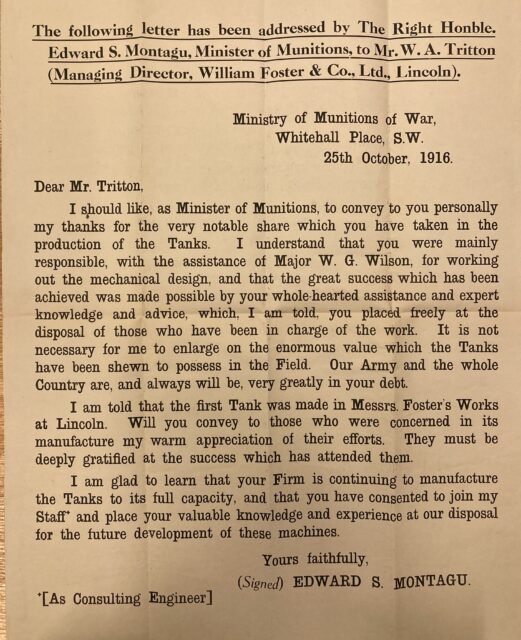 The following letter has been addressed by The Right Honble.
Edward S. Montagu, Minister of Munitions, to Mr. W. A. Tritton
(Managing Director, William Foster & Co., Ltd., Lincoln).
Ministry of Munitions of War,
Whitehall Place, S.W.
25th October, 1916.
Dear Mr. Tritton,
I should like, as Minister of Munitions, to convey to you personally
my thanks for the very notable share which you have taken in the
production of the Tanks. I understand that you were mainly
responsible, with the assistance of Major W. G. Wilson, for working
out the mechanical design, and that the great success which has been
achieved was made possible by your whole-hearted assistance and expert
knowledge and advice, which, I am told, you placed freely at the
disposal of those who have been in charge of the work. It is not
necessary for me to enlarge on the enormous value which the Tanks
have been shewn to possess in the Field. Our Army and the whole
Country are, and always will be, very greatly in your debt.
I am told that the first Tank was made in Messrs. Foster's Works
at Lincoln. Will you convey to those who were concerned in its
manufacture my warm appreciation of their efforts. They must be
deeply gratified at the success which has attended them.
I am glad to learn that your Firm is continuing to manufacture
the Tanks to its full capacity, and that you have consented to join my
Staff* and place your valuable knowledge and experience at our disposal
for the future development of these machines.
Yours faithfully,
(Signed) EDWARD S. MONTAGU.
*[As Consulting Engineer]